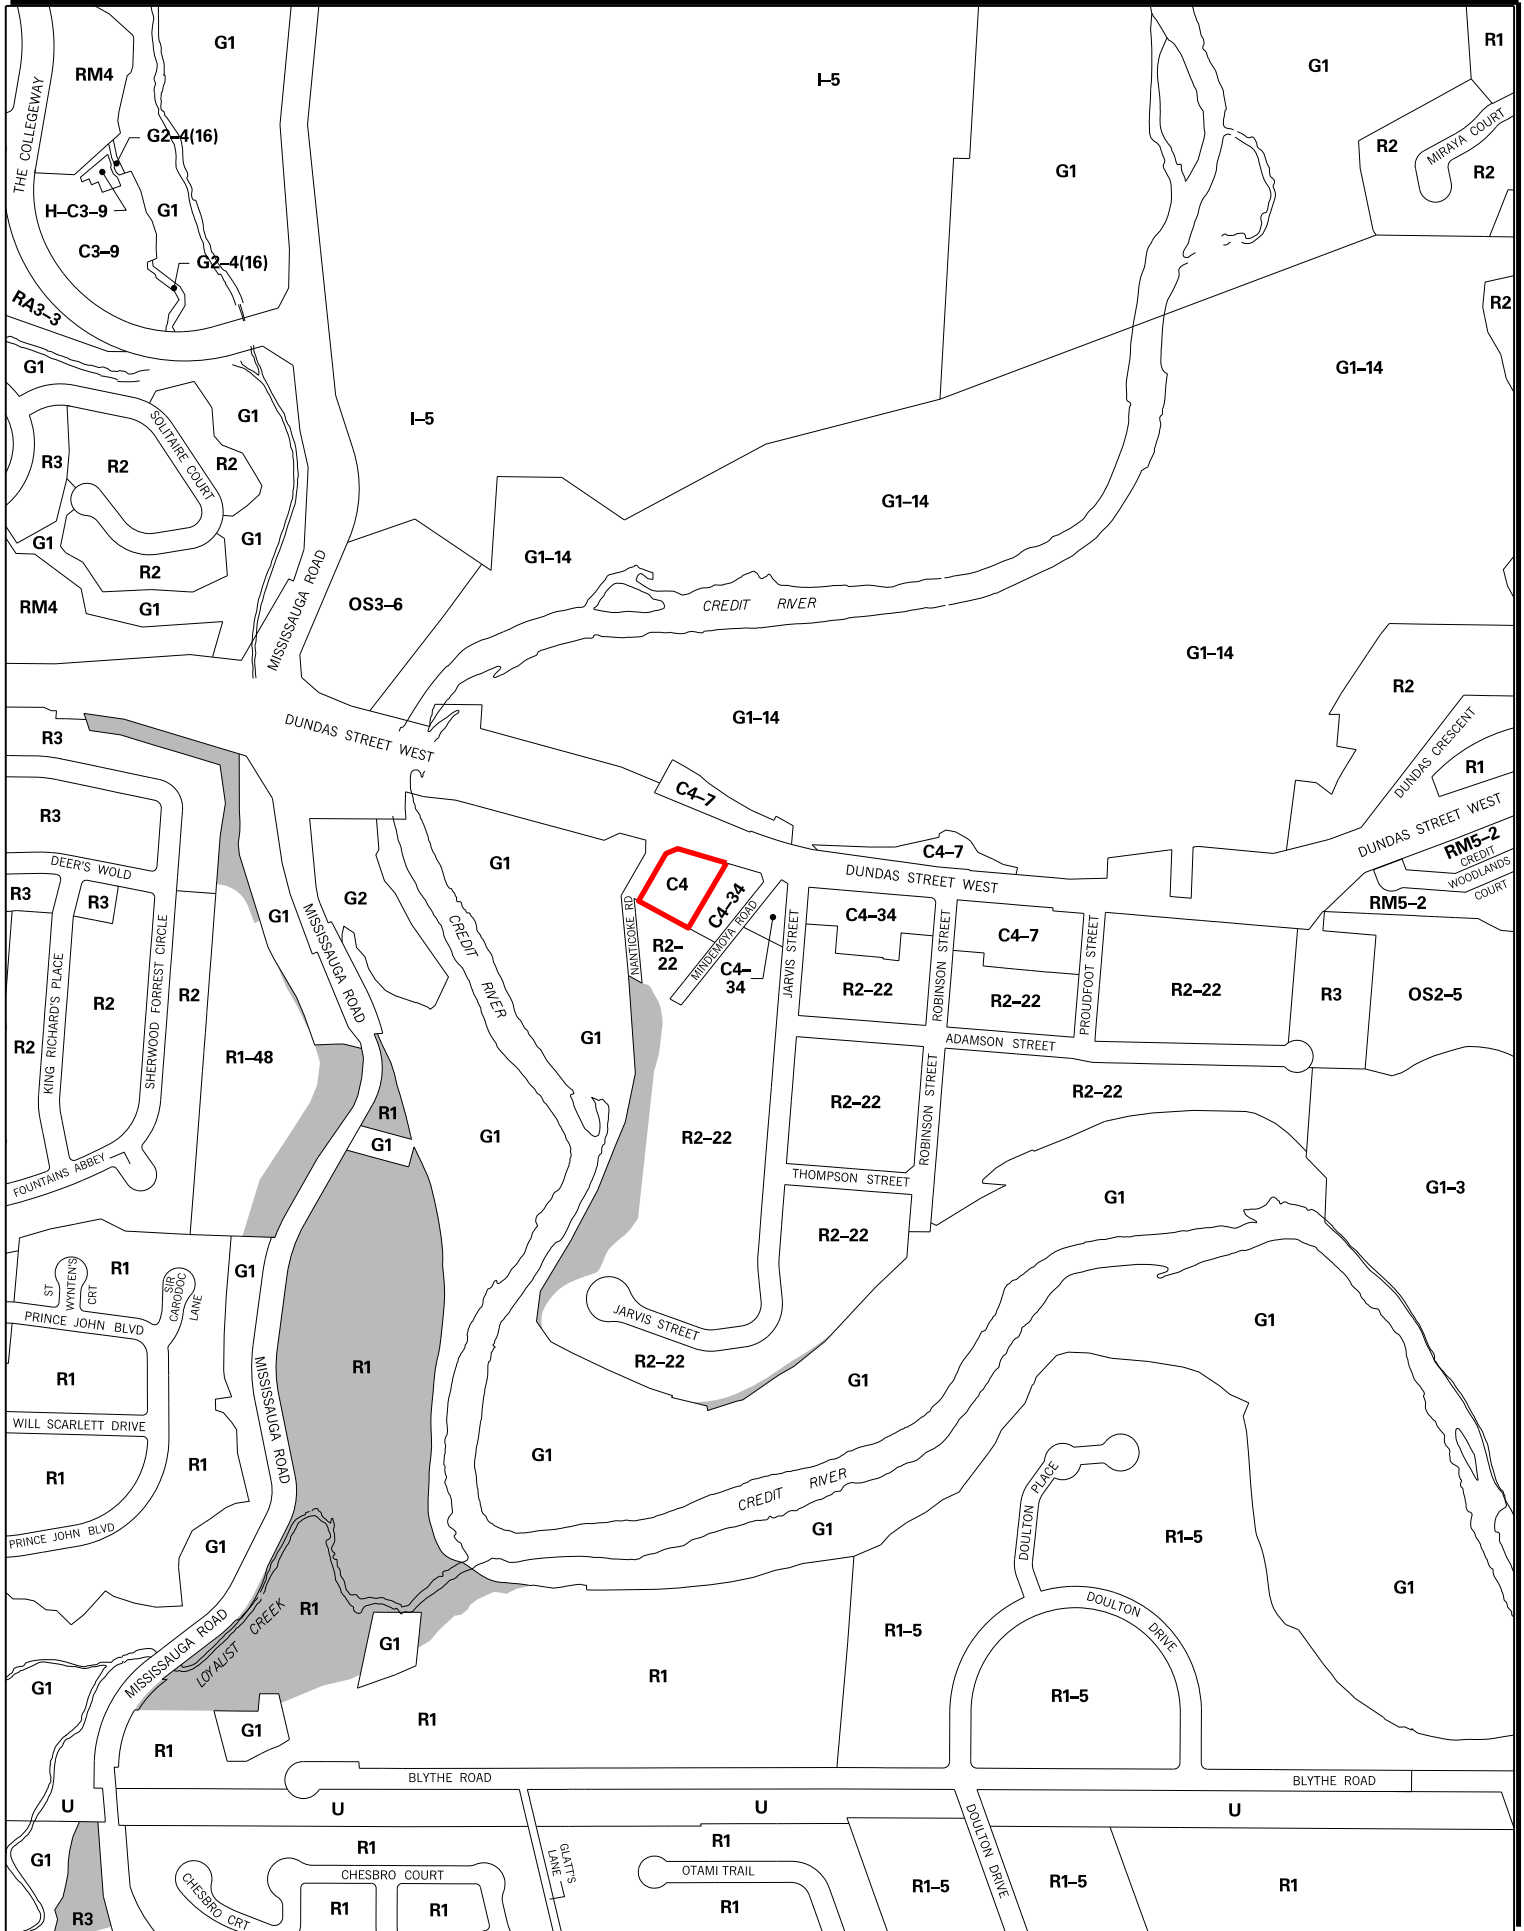 G1
RM4
I–5
G1
R1
THE COLLEGEWAY
G2–4(16)
R2
MIRAYA COURT
R2
G1
H–C3–9
G1
C3–9
G2–4(16)
RA3–3
R2
G1
G1–14
G1
SOLITAIRE COURT
I–5
R3
R2
R2
G1–14
G1
G1
G1–14
R2
RM4
G1
MISSISSAUGA ROAD
OS3–6
CREDIT RIVER
G1–14
R2
G1–14
DUNDAS STREET WEST
R3
DUNDAS CRESCENT
R1
C4–7
DUNDAS STREET WEST
R3
RM5–2
CREDIT
WOODLANDS
COURT
DEER'S WOLD
G1
C4–7
DUNDAS STREET WEST
C4
C4–34
R3
R3
G2
G1
MISSISSAUGA ROAD
CREDIT
RIVER
NANTICOKE RD
MINDEMOYA ROAD
R2–
22
C4–
34
JARVIS STREET
C4–34
ROBINSON STREET
C4–7
PROUDFOOT STREET
RM5–2
KING RICHARD'S PLACE
R2
SHERWOOD FORREST CIRCLE
R2
R2–22
R2–22
R2–22
R3
OS2–5
R2
R1–48
G1
ADAMSON STREET
R2–22
R1
G1
G1
R2–22
R2–22
ROBINSON STREET
FOUNTAINS ABBEY
THOMPSON STREET
G1
G1–3
R2–22
R1
G1
ST
WYNTEN'S
CRT
SIR
CARODOC
LANE
PRINCE JOHN BLVD
JARVIS STREET
G1
R1
MISSISSAUGA ROAD
R1
R2–22
G1
WILL SCARLETT DRIVE
R1
R1
G1
CREDIT RIVER
DOULTON PLACE
PRINCE JOHN BLVD
G1
G1
R1–5
R1
LOYALIST CREEK
G1
DOULTON DRIVE
G1
R1–5
MISSISSAUGA ROAD
G1
R1
R1–5
G1
R1
R1
BLYTHE ROAD
BLYTHE ROAD
U
U
U
U
G1
R1
GLATT'S
LANE
R1
DOULTON DRIVE
CHESBRO COURT
OTAMI TRAIL
CHESBRO CRT
R1–5
R1–5
R1
R3
R1
R1
R1